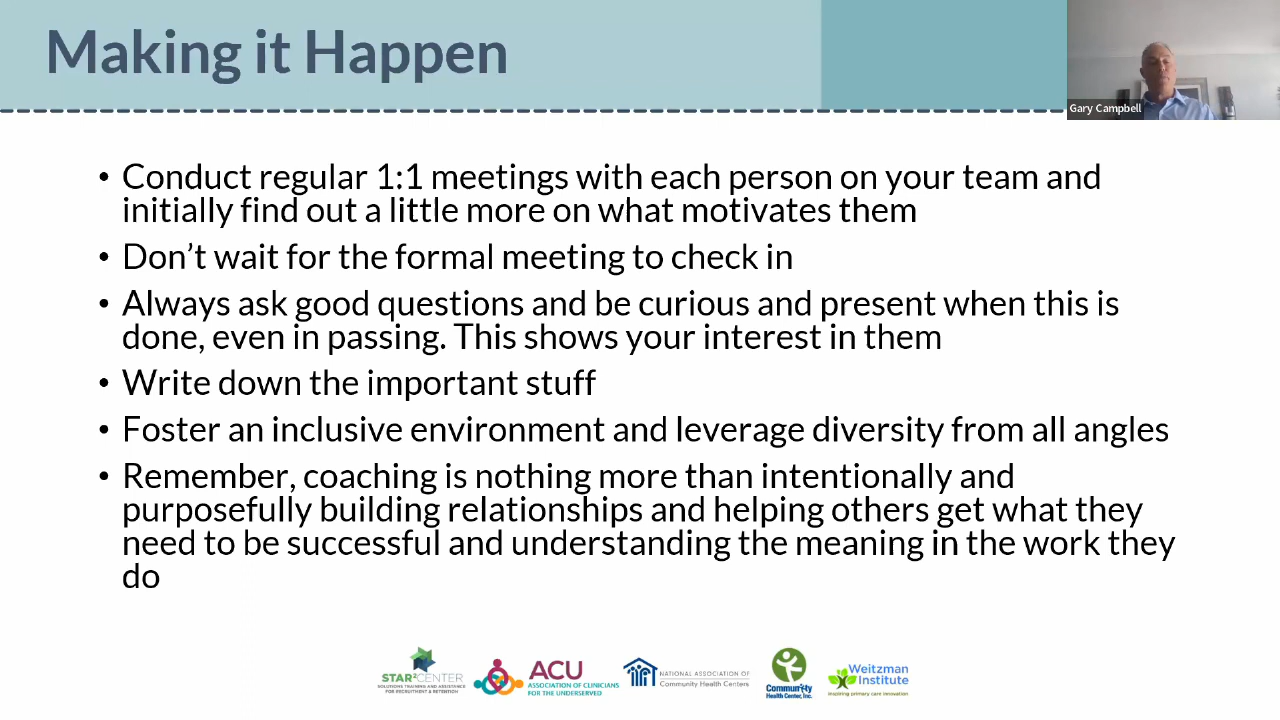 Making it Happen
Gary Campbell
• Conduct regular 1:1 meetings with each person on your team and
initially find out a little more on what motivates them
• Don’t wait for the formal meeting to check in
• Always ask good questions and be curious and present when this is
done, even in passing. This shows your interest in them
• Write down the important stuff
• Foster an inclusive environment and leverage diversity from all angles
• Remember, coaching is nothing more than intentionally and
purposefully building relationships and helping others get what they
need to be successful and understanding the meaning in the work they
do
STAR²CENTER
SOLUTIONS TRAINING AND ASSISTANCE
FOR RECRUITMENT & RETENTION
ACU
ASSOCIATION OF CLINICIANS
FOR THE UNDERSERVED
NATIONAL ASSOCIATION OF
Community Health Centers
Community
Health Center, Inc.
Weitzman
Institute
inspiring primary care innovation